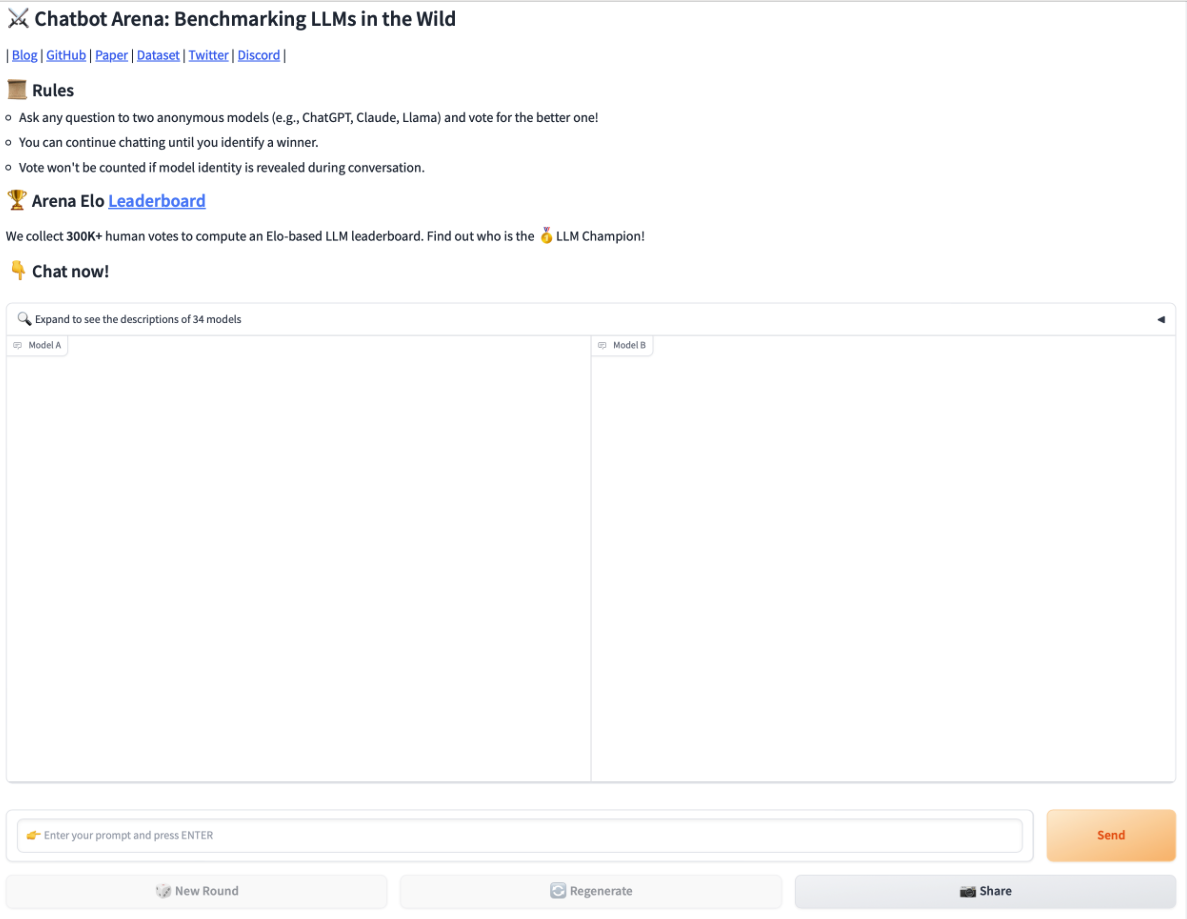 ⚔️ Chatbot Arena: Benchmarking LLMs in the Wild
| Blog | GitHub | Paper | Dataset | Twitter | Discord |
📜 Rules
Ask any question to two anonymous models (e.g., ChatGPT, Claude, Llama) and vote for the better one!
You can continue chatting until you identify a winner.
Vote won't be counted if model identity is revealed during conversation.
🏆 Arena Elo Leaderboard
We collect 300K+ human votes to compute an Elo-based LLM leaderboard. Find out who is the 🥇 LLM Champion!
👇 Chat now!
🔍 Expand to see the descriptions of 34 models ◀
Model A
Model B
👉 Enter your prompt and press ENTER
Send
🎲 New Round
🔄 Regenerate
📷 Share